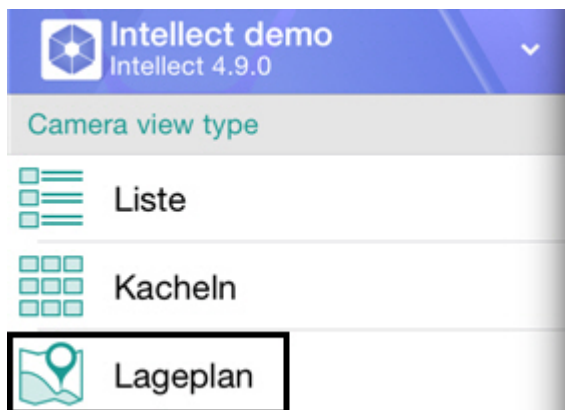 Intellect demo
Intellect 4.9.0
Camera view type
Liste
Kacheln
Lageplan